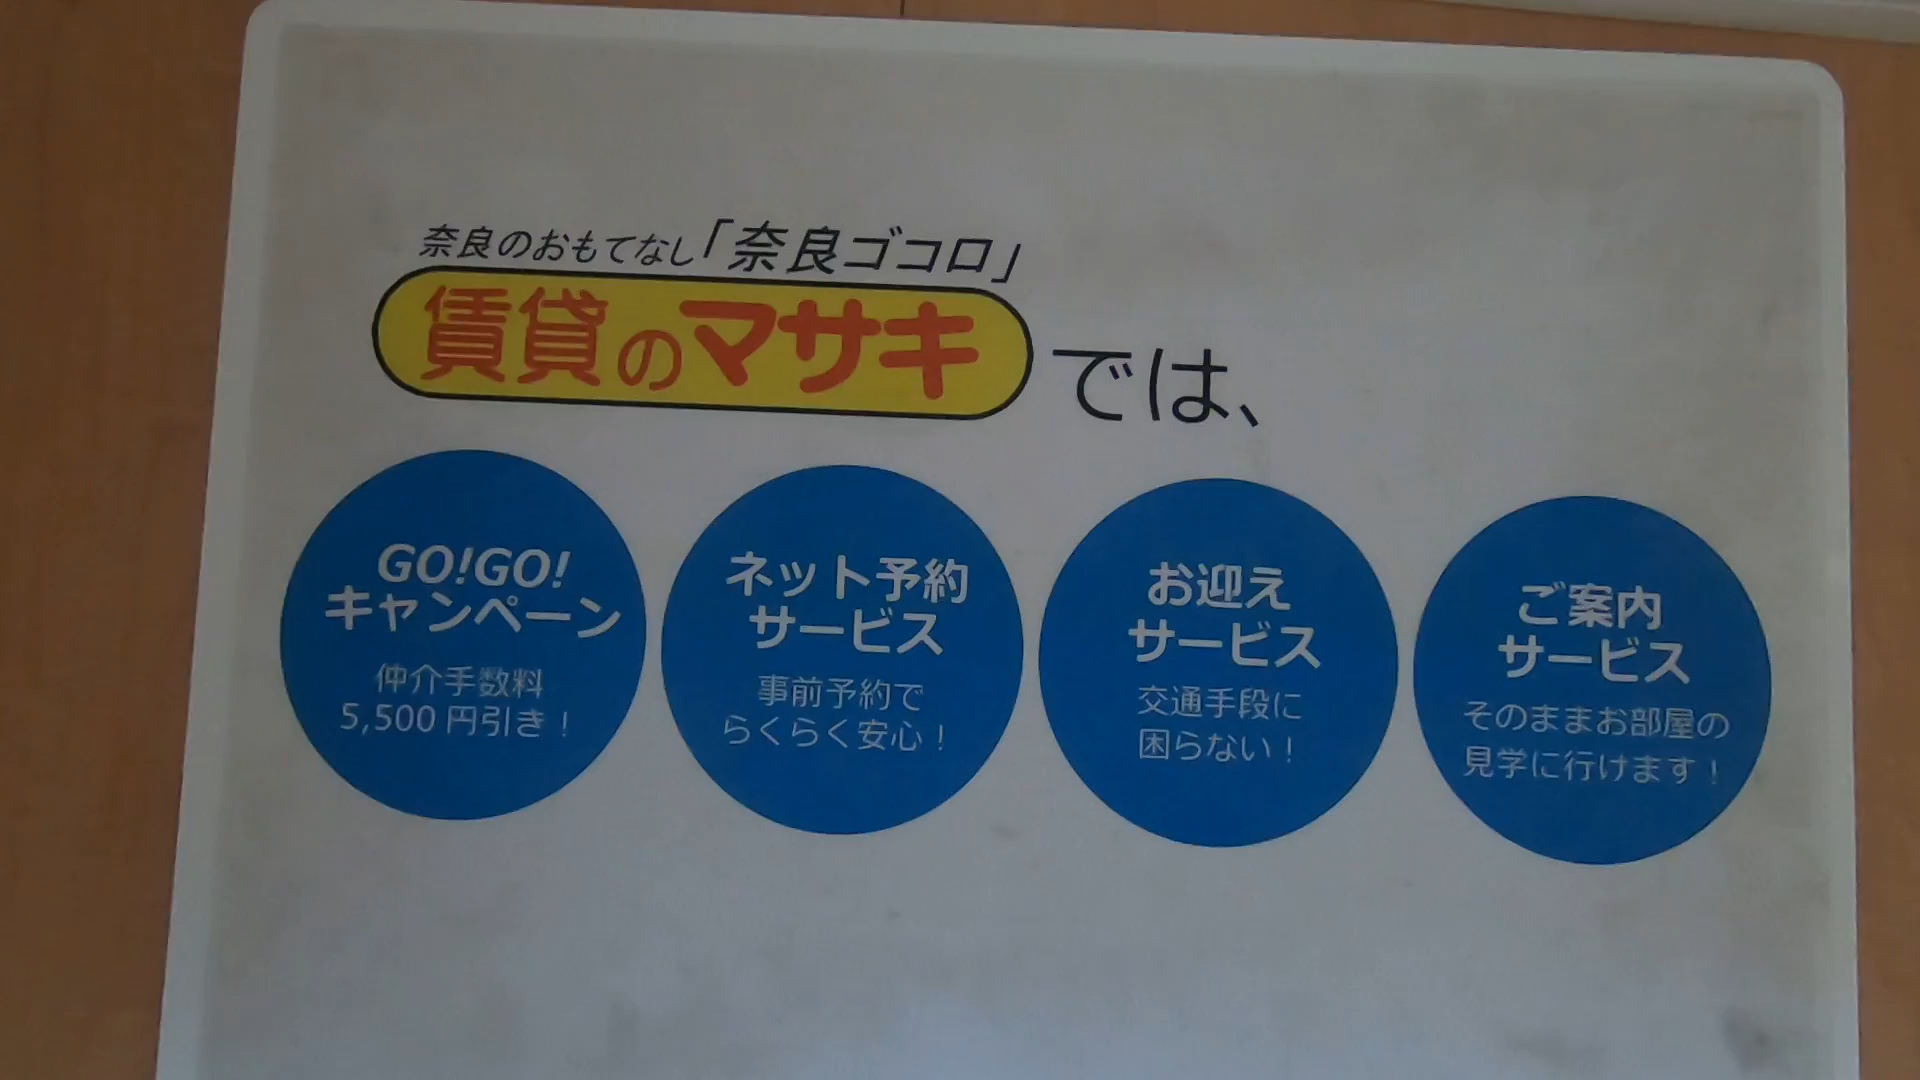 奈良のおもてなし「奈良ゴコロ」
賃貸のマサキでは、
GO!GO!
キャンペーン
仲介手数料
5,500円引き！
ネット予約
サービス
事前予約で
らくらく安心！
お迎え
サービス
交通手段に
困らない！
ご案内
サービス
そのままお部屋の
見学に行けます！